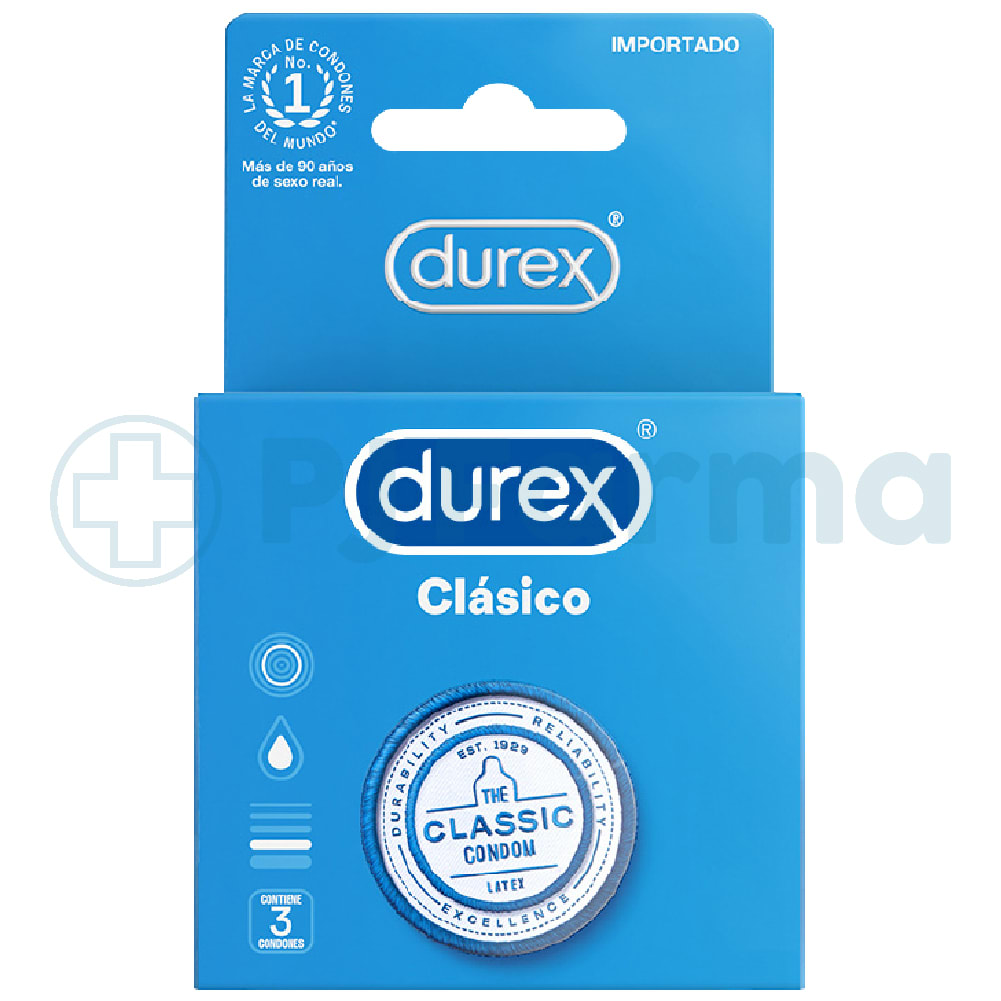 LA MARCA DE CONDONES
No.
1
DEL MUNDO*
Más de 90 años
de sexo real.
IMPORTADO
durex®
durex®
Pyfarma
Clásico
DURABILITY
RELIABILITY
EST. 1929
THE
CLASSIC
CONDOM
LATEX
EXCELLENCE
CONTIENE
3
CONDONES